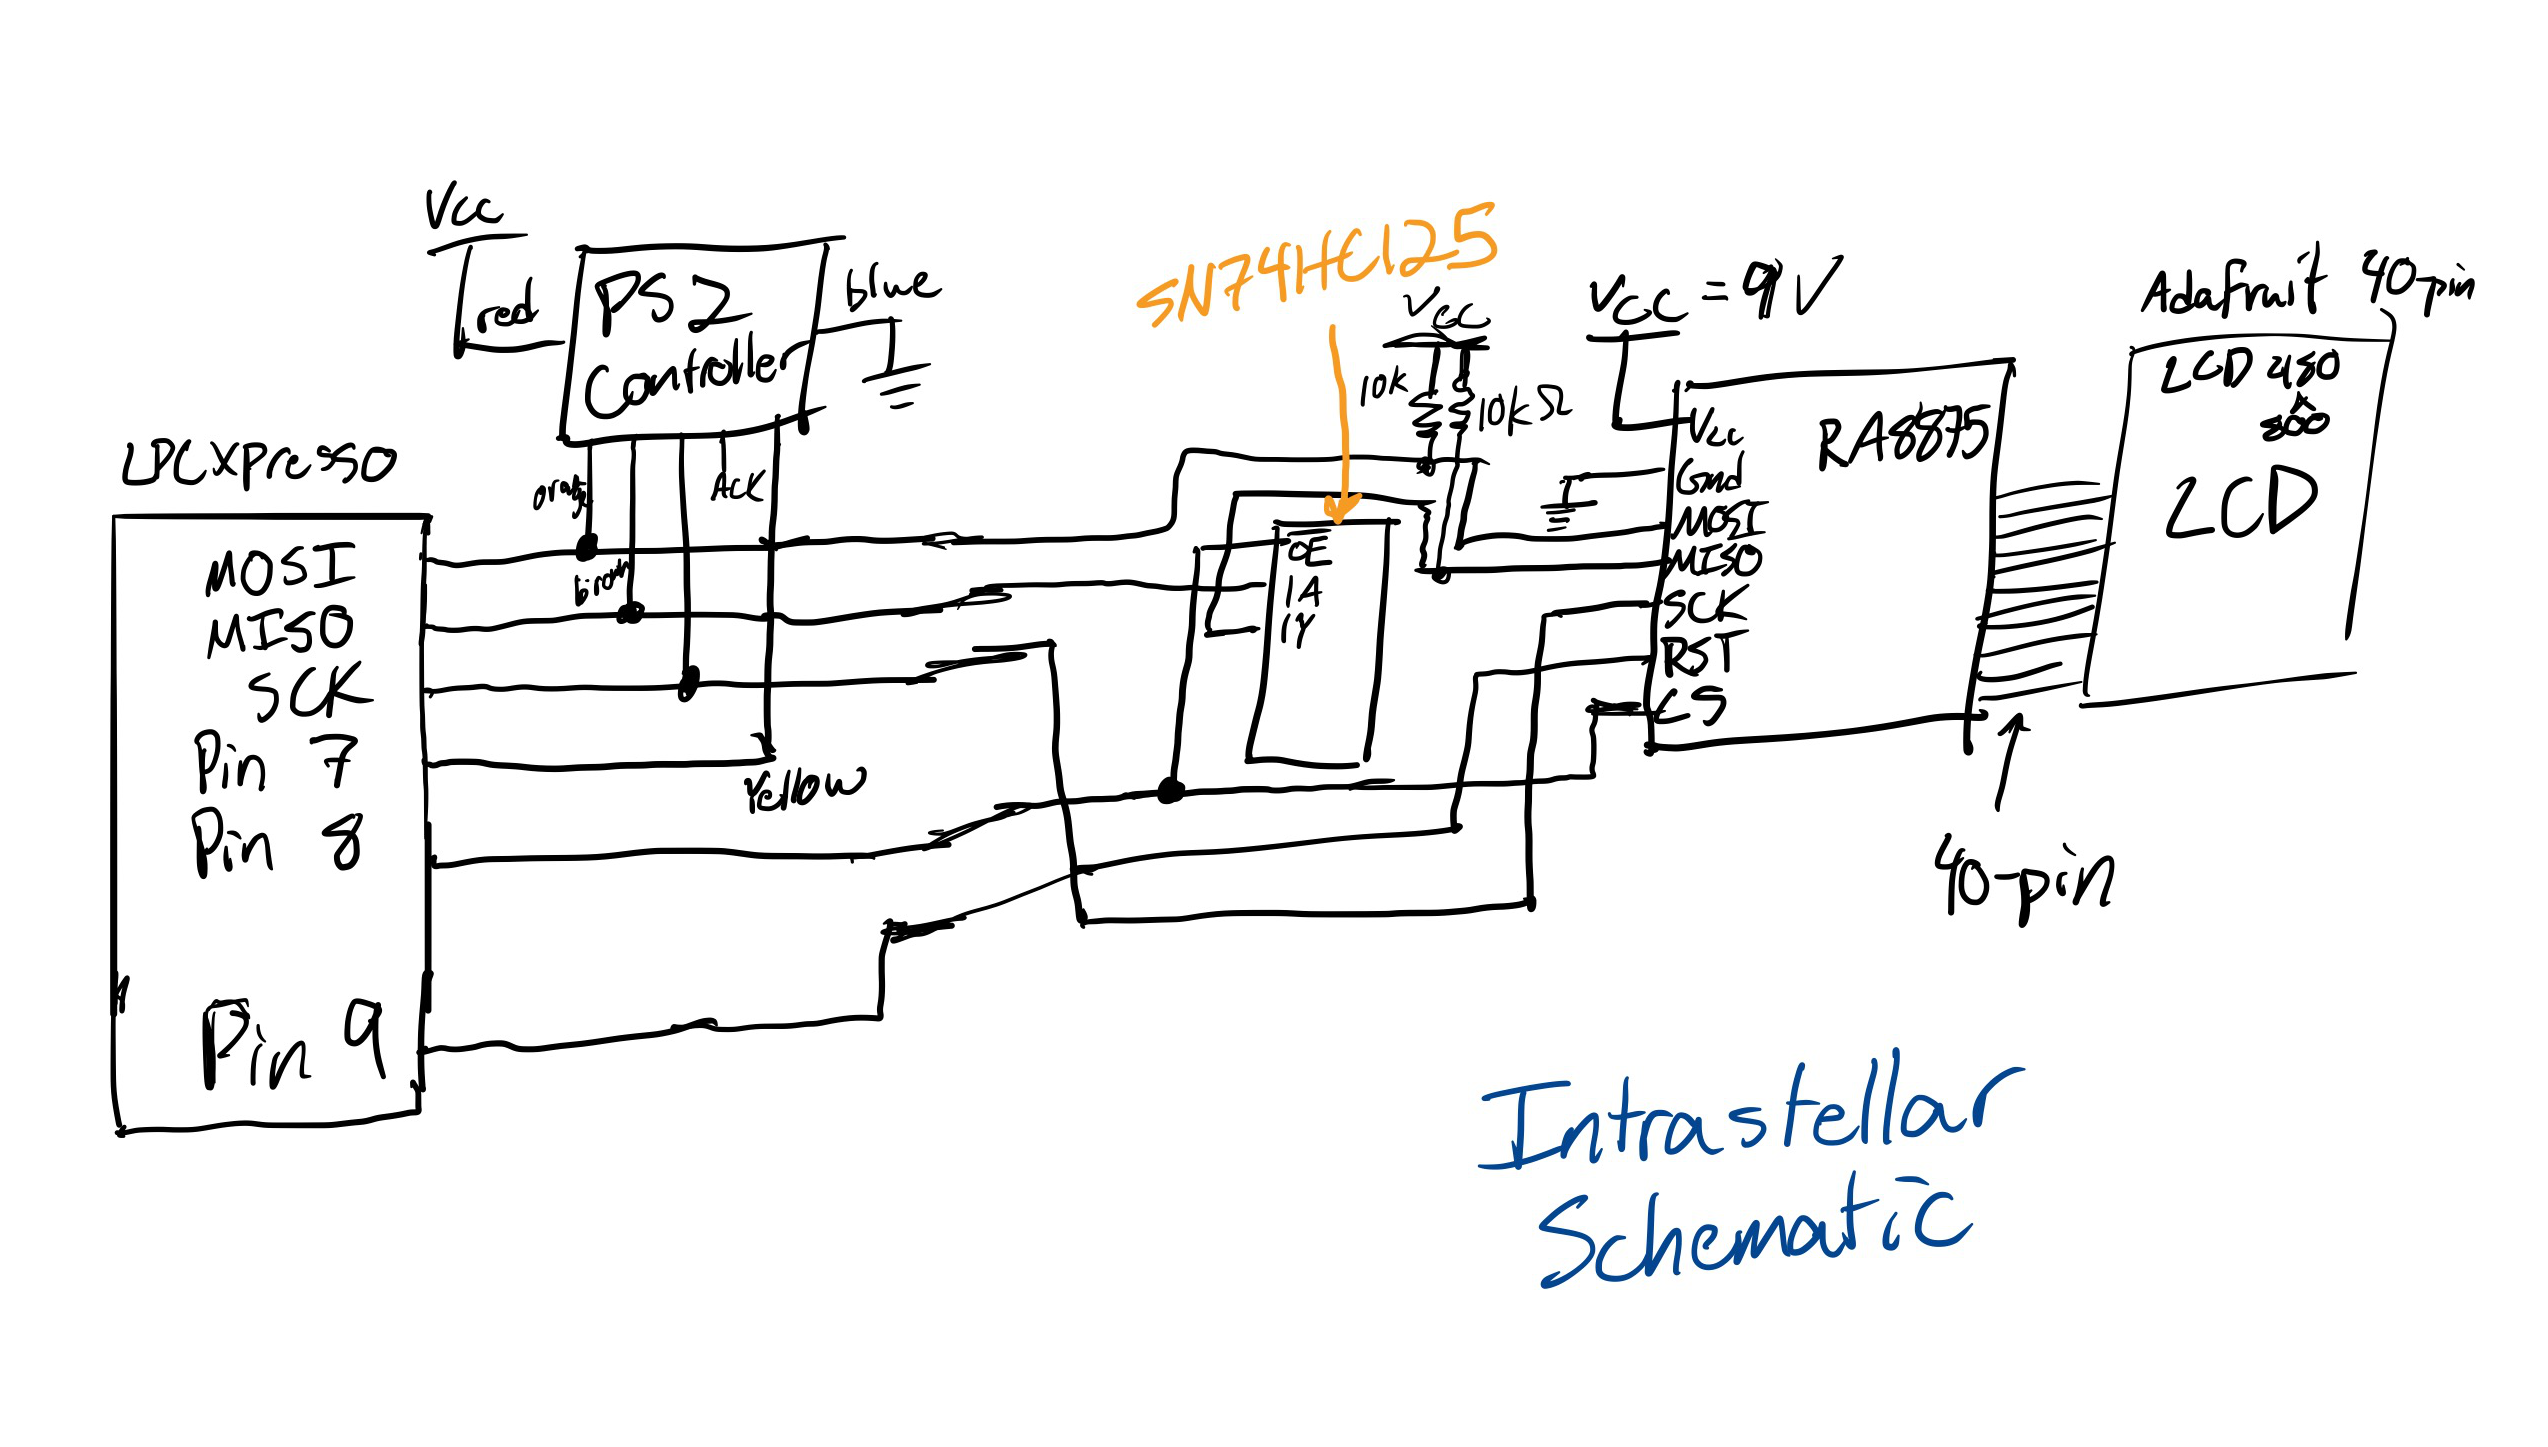 Vcc
red
PS2
Controller
blue
SN74HC125
Vcc
10k
10kΩ
Vcc = 9V
Adafruit 40-pin
LCD 480
x
800
LCD
RA8875
Vcc
Gnd
MOSI
MISO
SCK
RST
CS
LPCXpresso
MOSI
MISO
SCK
Pin 7
Pin 8
Pin 9
orange
brown
ACK
Yellow
OE
1A
1Y
40-pin
Intrastellar
Schematic